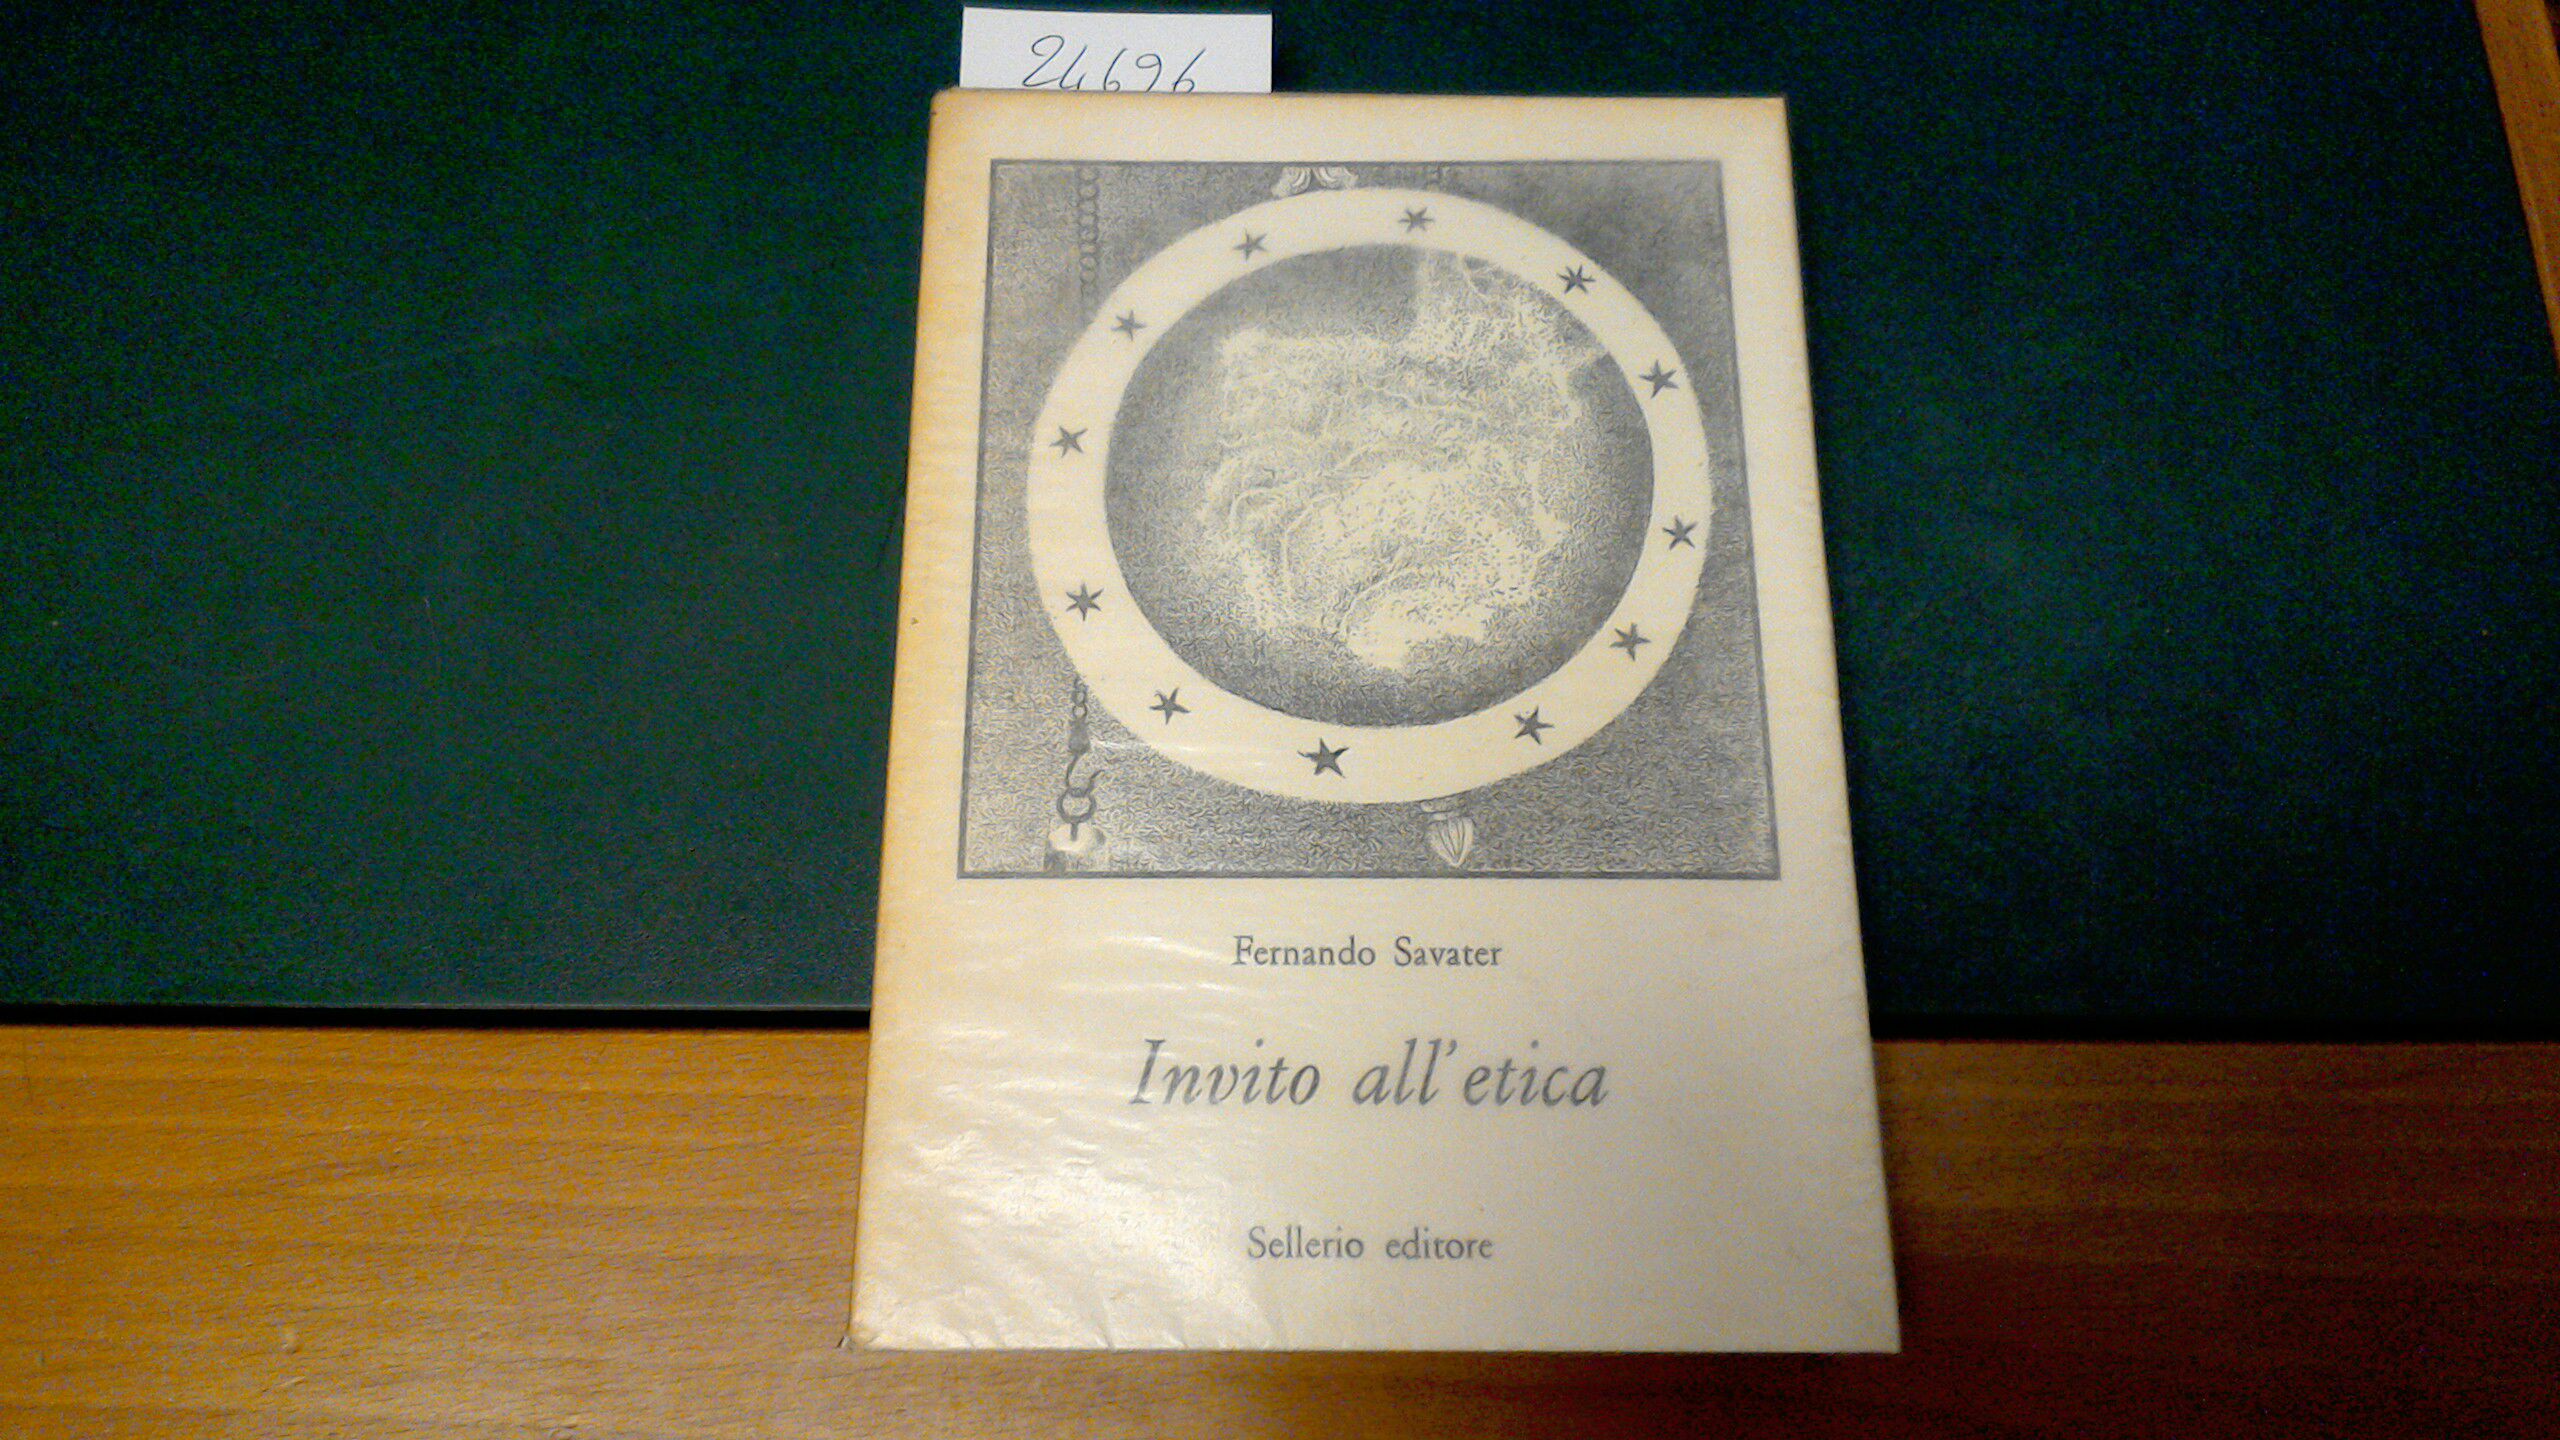 24696
Fernando Savater
Invito all'etica
Sellerio editore